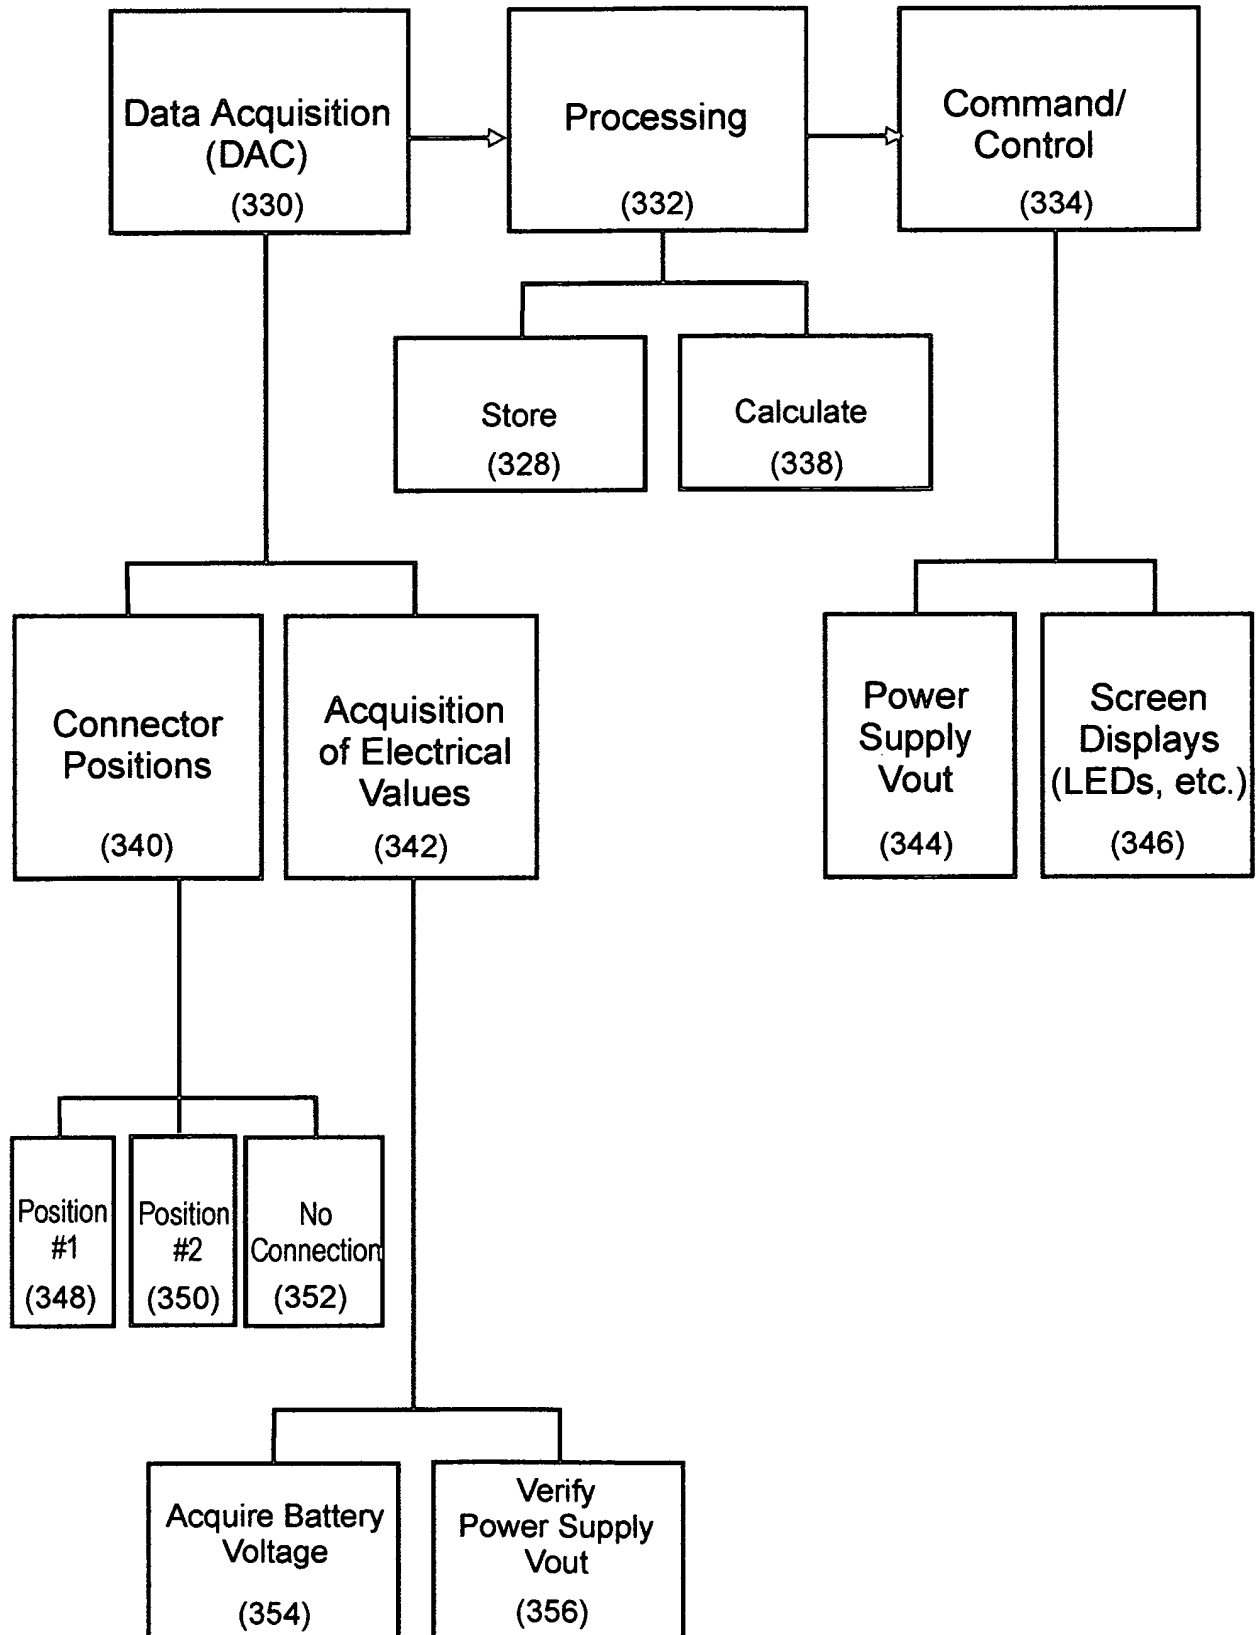 Data Acquisition
(DAC)
(330)
Processing
(332)
Command/
Control
(334)
Store
(328)
Calculate
(338)
Connector
Positions
(340)
Acquisition
of Electrical
Values
(342)
Power
Supply
Vout
(344)
Screen
Displays
(LEDs, etc.)
(346)
Position
#1
(348)
Position
#2
(350)
No
Connection
(352)
Acquire Battery
Voltage
(354)
Verify
Power Supply
Vout
(356)